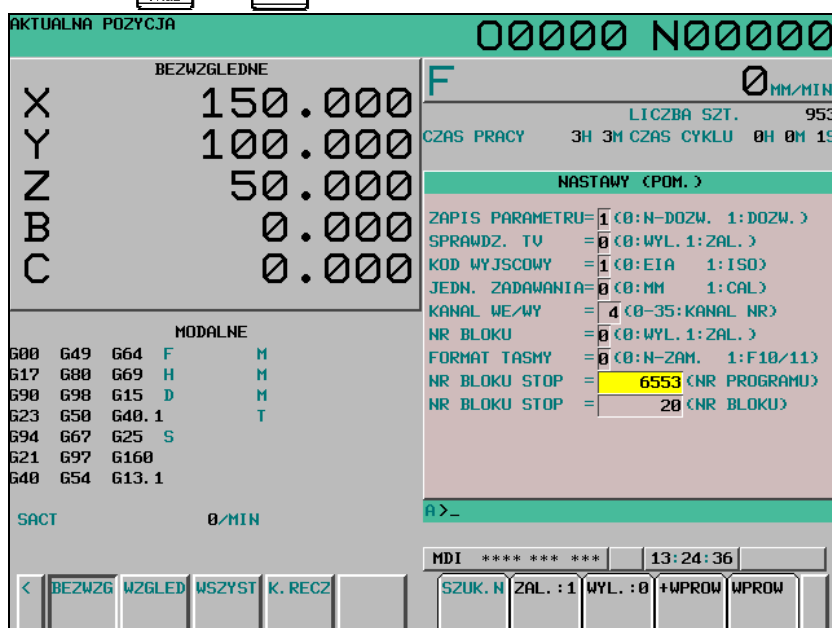 AKTUALNA POZYCJA
O0000 N00000
BEZWZGLEDNE
X 150.000
Y 100.000
Z 50.000
B 0.000
C 0.000
MODALNE
G00 G49 G64 F M
G17 G80 G69 H M
G90 G98 G15 D M
G23 G50 G40.1 T
G94 G67 G25 S
G21 G97 G160
G40 G54 G13.1
SACT 0/MIN
< BEZWZG WZGLED WSZYST K.RECZ
F 0 MM/MIN
LICZBA SZT. 953
CZAS PRACY 3H 3M CZAS CYKLU 0H 0M 1S
NASTAWY (POM.)
ZAPIS PARAMETRU= 1 (0:N-DOZW. 1:DOZW.)
SPRAWDZ. TV = 0 (0:WYL. 1:ZAL.)
KOD WYJSCOWY = 1 (0:EIA 1:ISO)
JEDN. ZADAWANIA= 0 (0:MM 1:CAL)
KANAL WE/WY = 4 (0-35:KANAL NR)
NR BLOKU = 0 (0:WYL. 1:ZAL.)
FORMAT TASMY = 0 (0:N-ZAM. 1:F10/11)
NR BLOKU STOP = 6553 (NR PROGRAMU)
NR BLOKU STOP = 20 (NR BLOKU)
A>_
MDI **** *** *** 13:24:36
SZUK.N ZAL.:1 WYL.:0 +WPROW WPROW